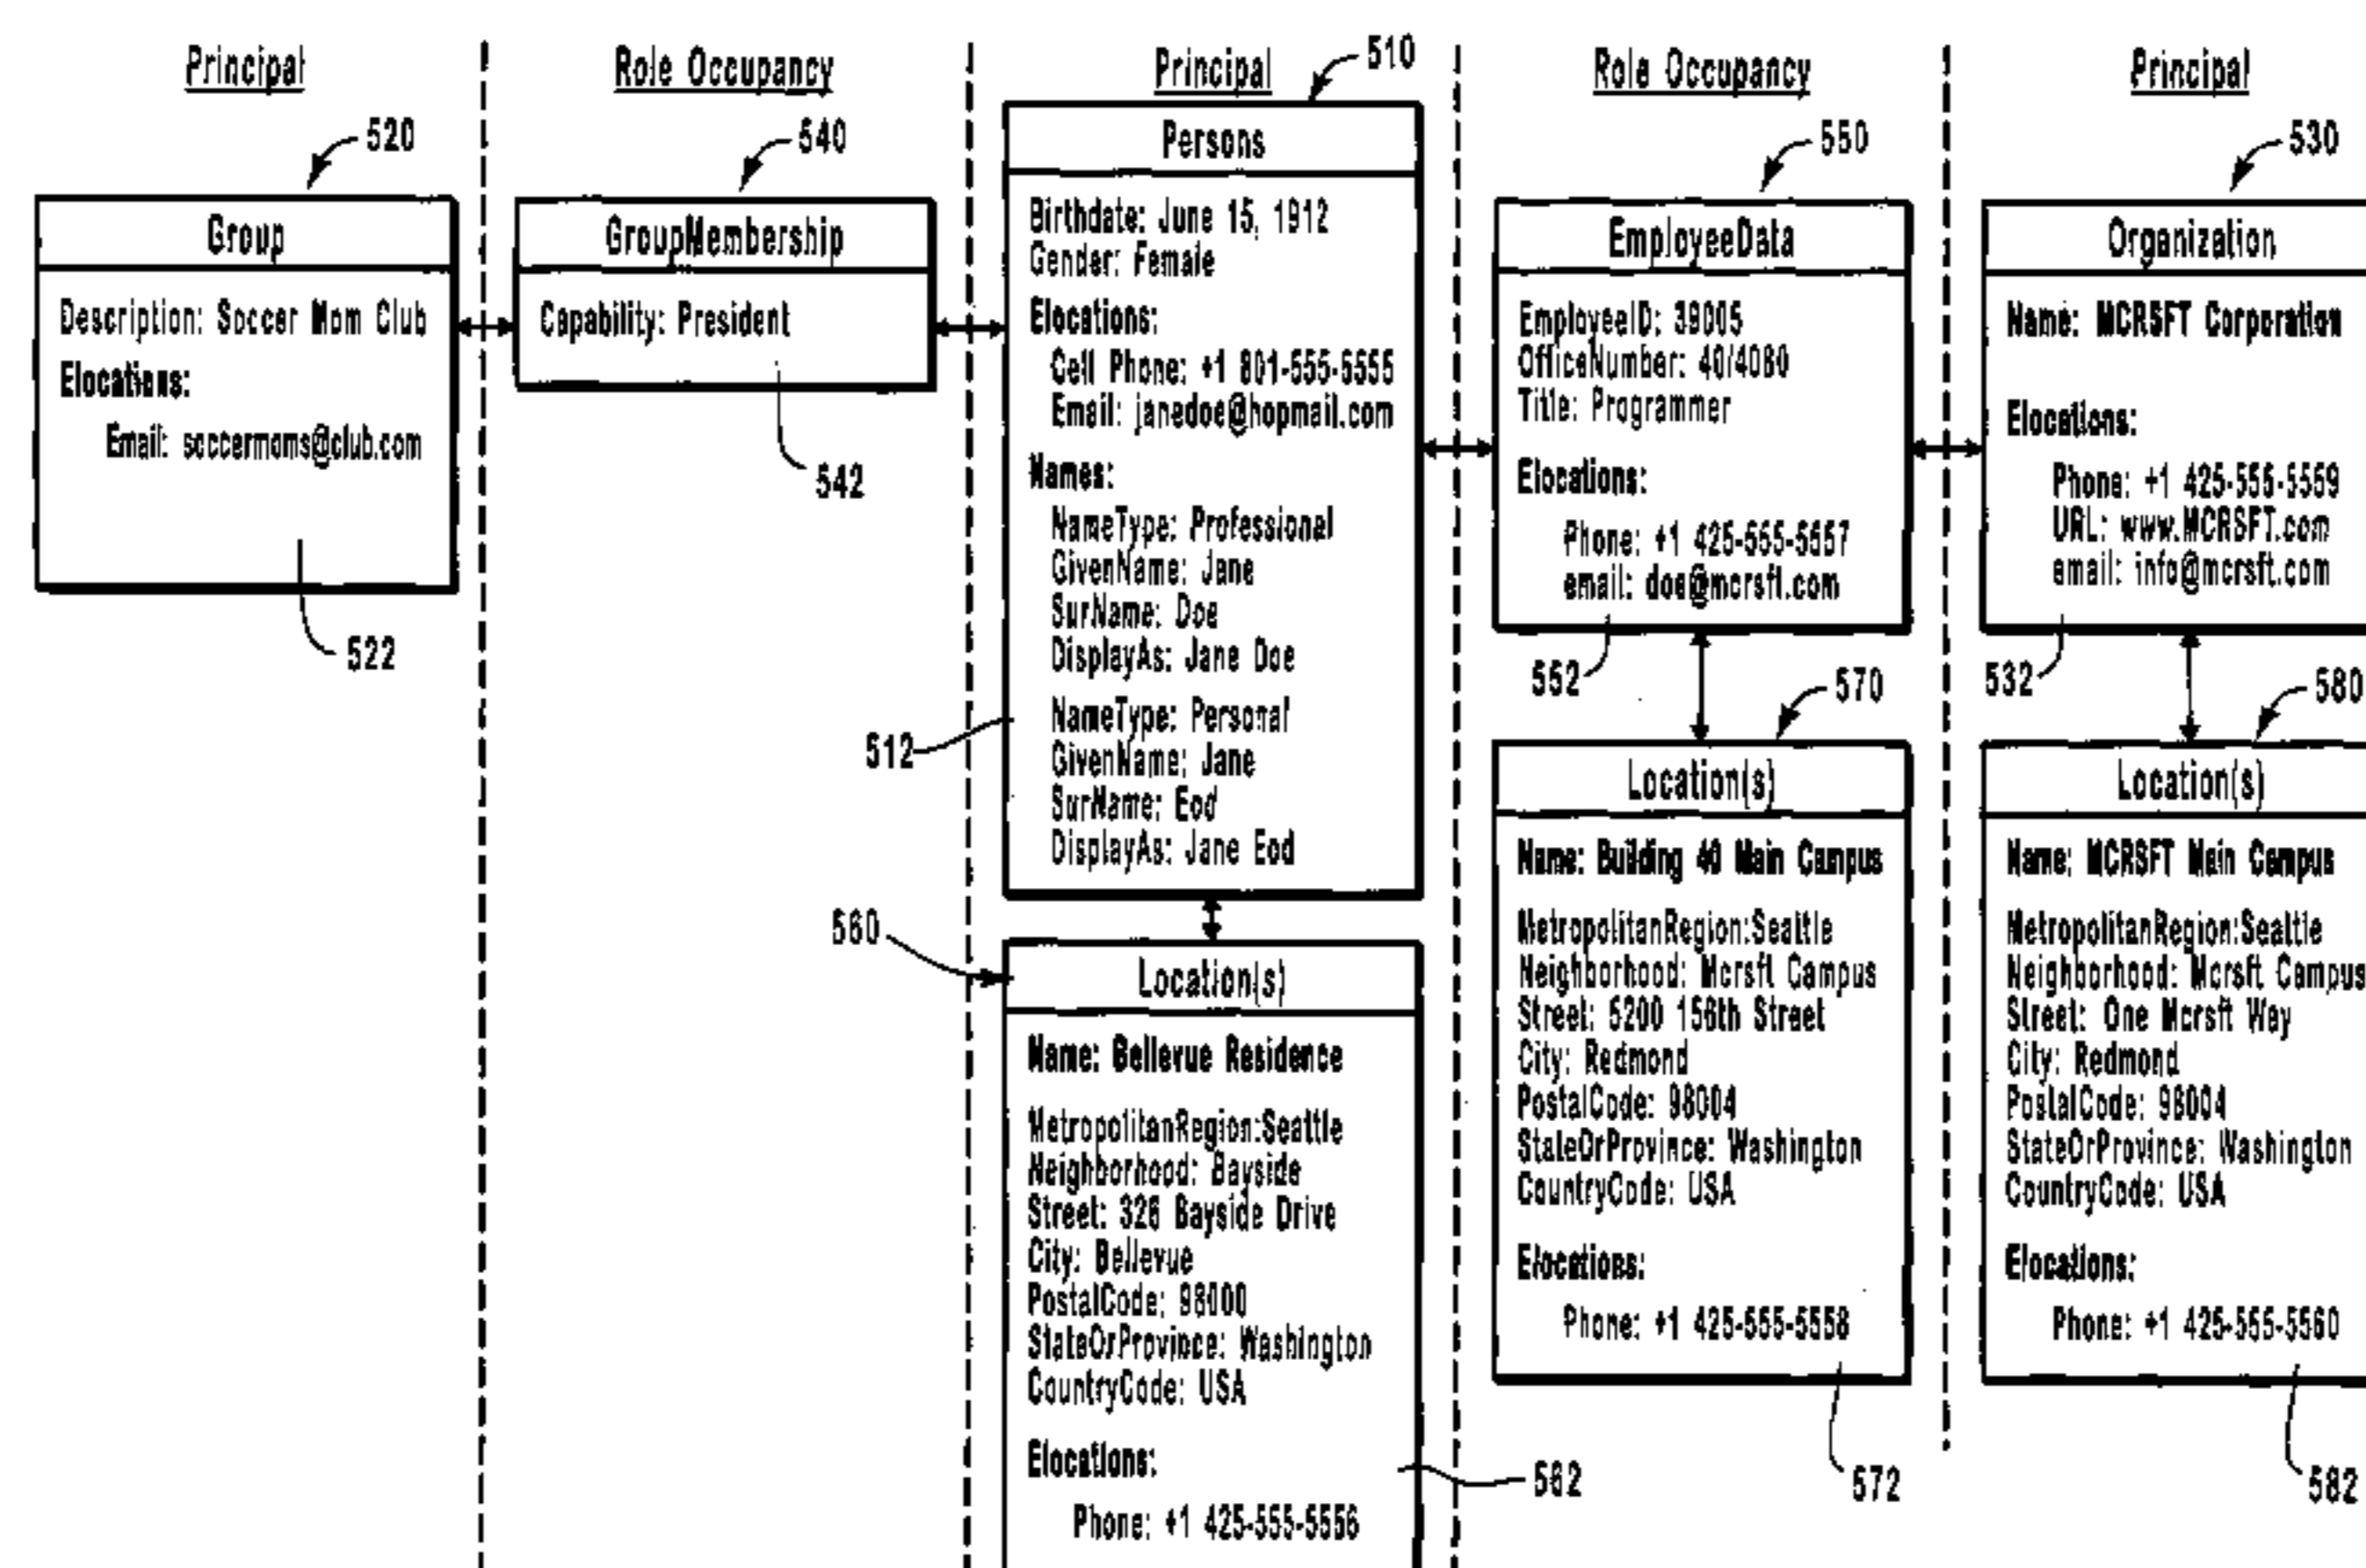 Principal
520
Group
Description: Soccer Mom Club
Elocations:
Email: soccermoms@club.com
522
Role Occupancy
540
GroupMembership
Capability: President
542
Principal
510
Persons
Birthdate: June 15, 1912
Gender: Female
Elocations:
Cell Phone: +1 801-555-5555
Email: janedoe@hopmail.com
Names:
NameType: Professional
GivenName: Jane
SurName: Doe
DisplayAs: Jane Doe
NameType: Personal
GivenName: Jane
SurName: Eod
DisplayAs: Jane Eod
512
560
Location(s)
Name: Bellevue Residence
MetropolitanRegion:Seattle
Neighborhood: Bayside
Street: 326 Bayside Drive
City: Bellevue
PostalCode: 98000
StateOrProvince: Washington
CountryCode: USA
Elocations:
Phone: +1 425-555-5556
562
Role Occupancy
550
EmployeeData
EmployeeID: 39005
OfficeNumber: 40/4080
Title: Programmer
Elocations:
Phone: +1 425-555-5557
email: doe@mcrsft.com
552
570
Location(s)
Name: Building 40 Main Campus
MetropolitanRegion:Seattle
Neighborhood: Mcrsft Campus
Street: 5200 156th Street
City: Redmond
PostalCode: 98004
StateOrProvince: Washington
CountryCode: USA
Elocations:
Phone: +1 425-555-5558
572
Principal
530
Organization
Name: MCRSFT Corporation
Elocations:
Phone: +1 425-555-5559
URL: www.MCRSFT.com
email: info@mcrsft.com
532
580
Location(s)
Name: MCRSFT Main Campus
MetropolitanRegion:Seattle
Neighborhood: Mcrsft Campus
Street: One Mcrsft Way
City: Redmond
PostalCode: 98004
StateOrProvince: Washington
CountryCode: USA
Elocations:
Phone: +1 425-555-5560
582